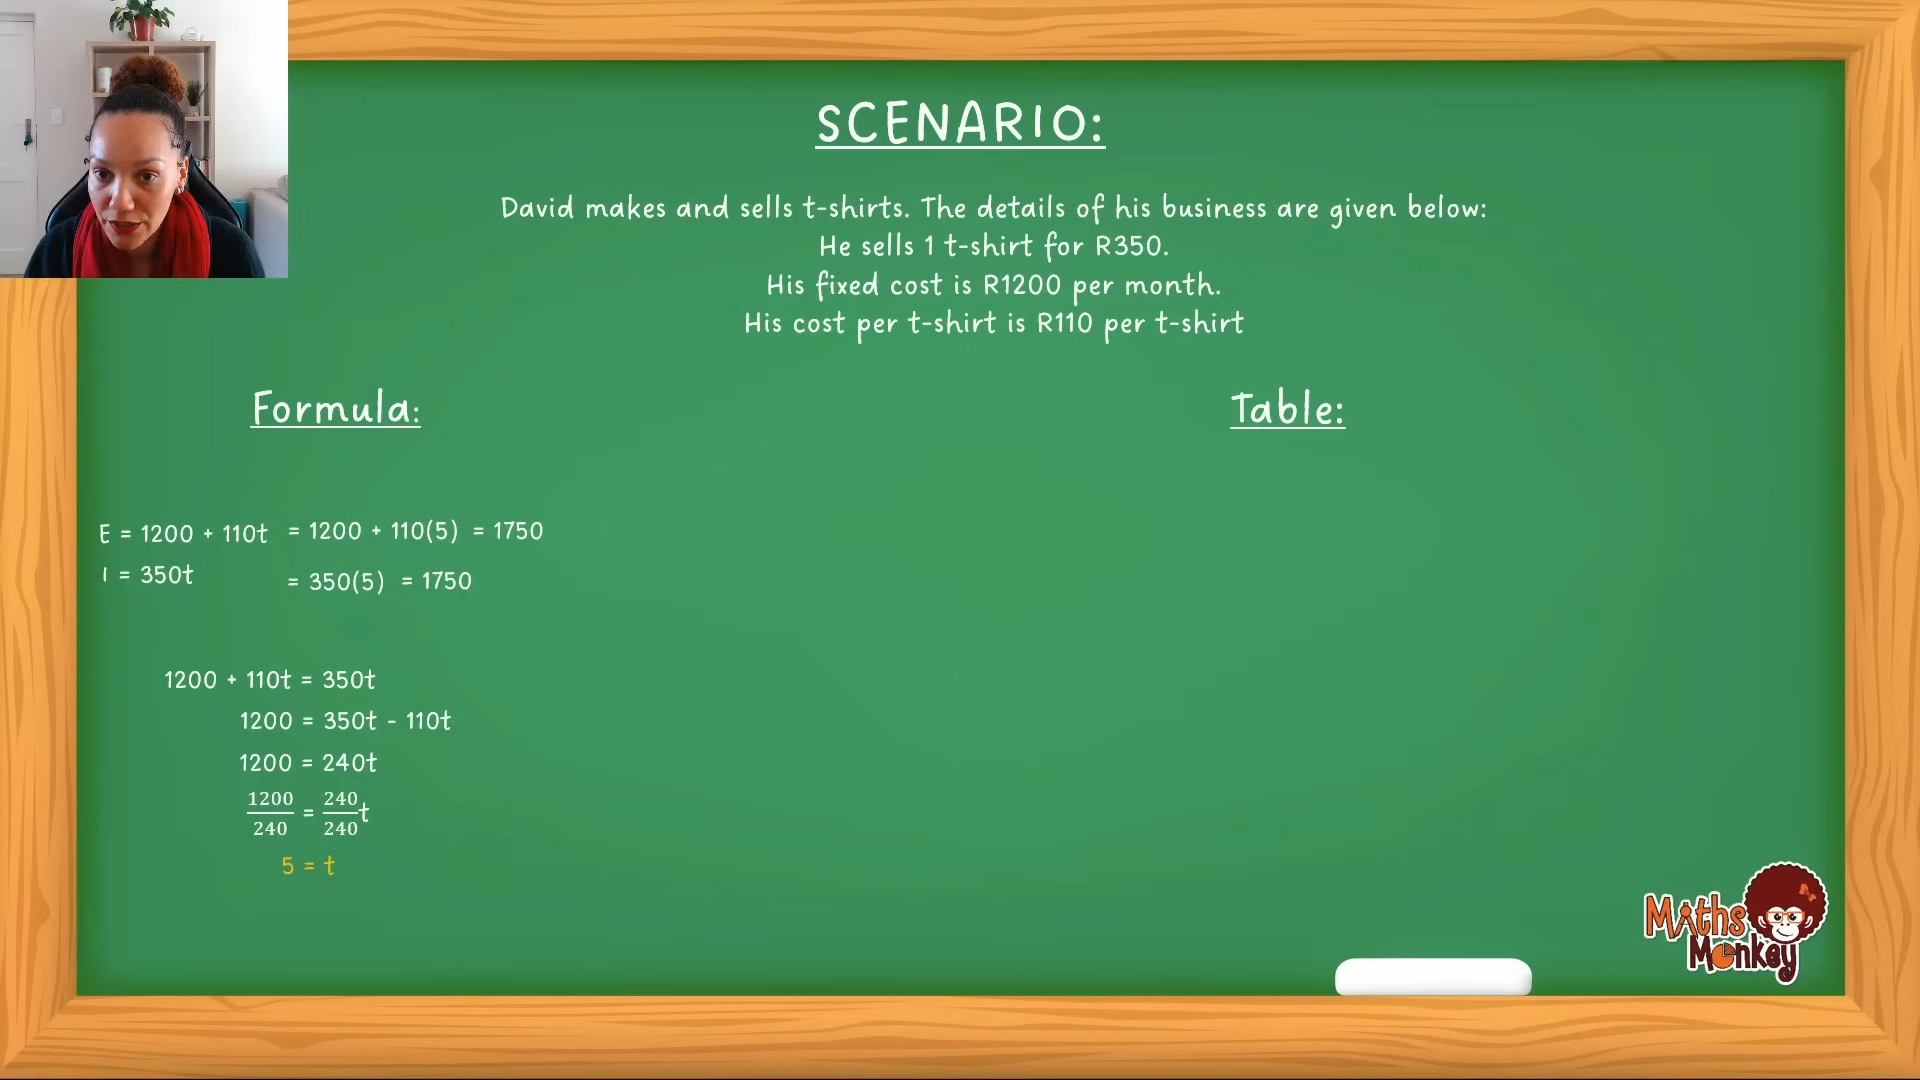 SCENARIO:
David makes and sells t-shirts. The details of his business are given below:
He sells 1 t-shirt for R350.
His fixed cost is R1200 per month.
His cost per t-shirt is R110 per t-shirt
Formula:
E = 1200 + 110t = 1200 + 110(5) = 1750
I = 350t = 350(5) = 1750
1200 + 110t = 350t
1200 = 350t - 110t
1200 = 240t
1200/240 = 240/240 t
5 = t
Table:
Maths
Monkey